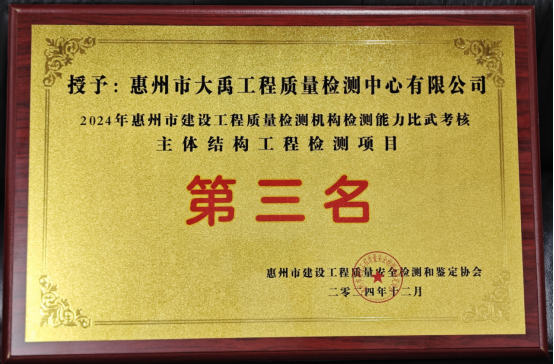 授予：惠州市大禹工程质量检测中心有限公司
2024年惠州市建设工程质量检测机构检测能力比武考核
主体结构工程检测项目
第三名
惠州市建设工程质量安全检测和鉴定协会
二零二四年十二月